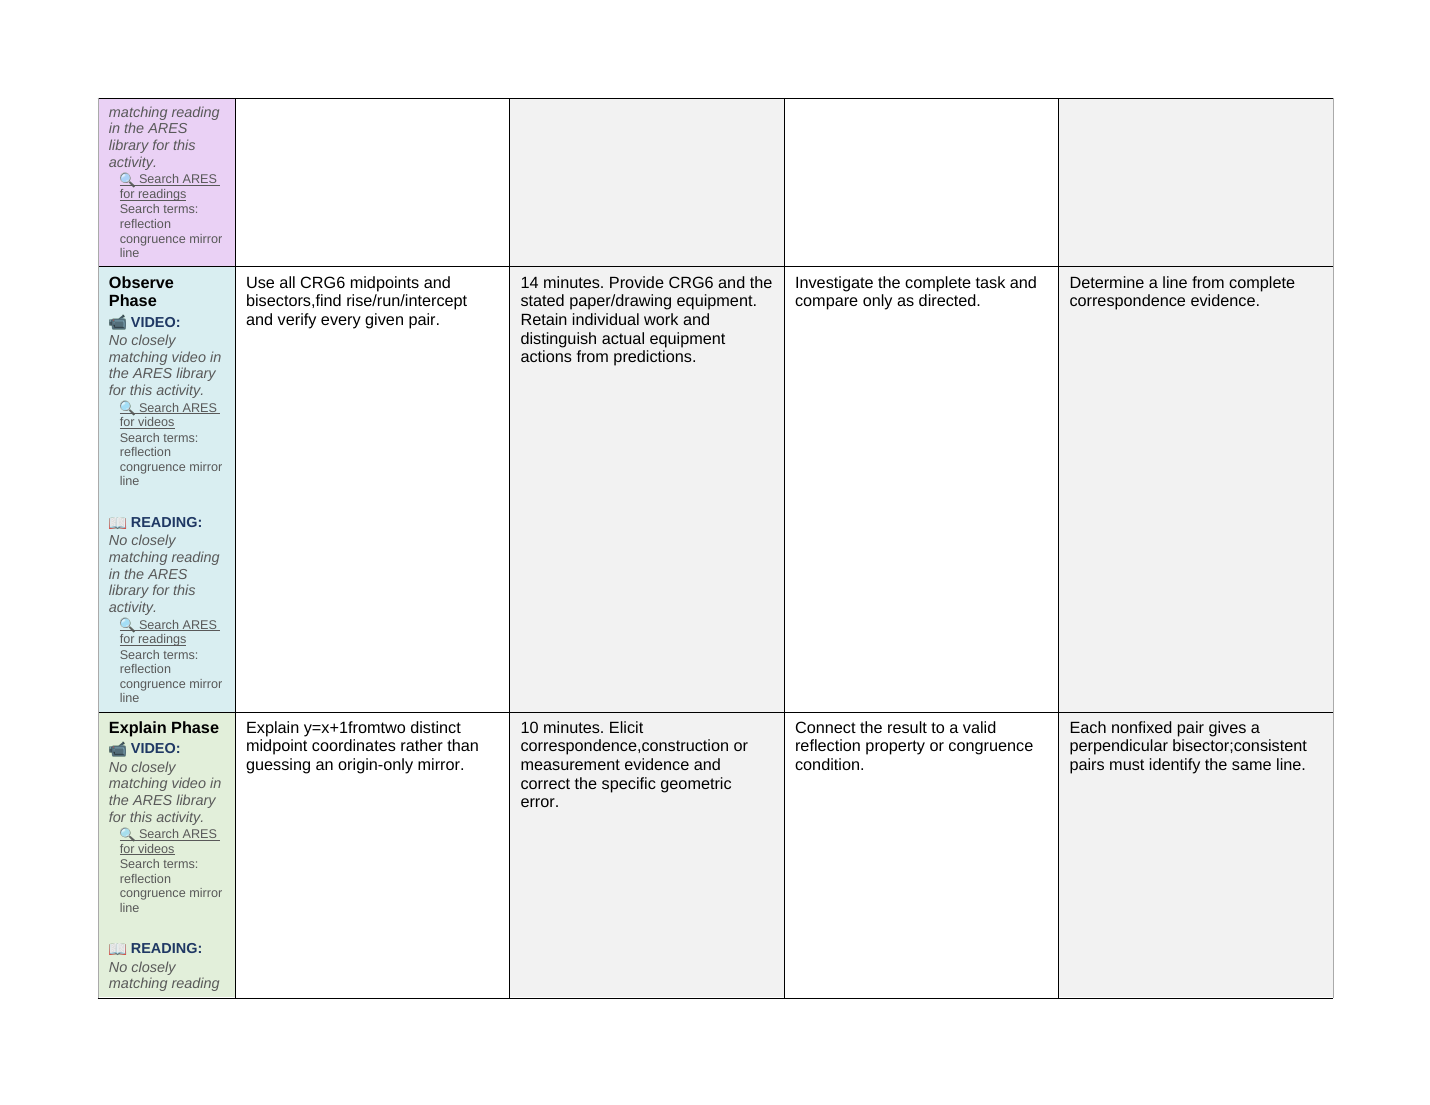 matching reading
in the ARES
library for this
activity.
🔍 Search ARES
for readings
Search terms:
reflection
congruence mirror
line
Observe
Phase
📹 VIDEO:
No closely
matching video in
the ARES library
for this activity.
🔍 Search ARES
for videos
Search terms:
reflection
congruence mirror
line
📖 READING:
No closely
matching reading
in the ARES
library for this
activity.
🔍 Search ARES
for readings
Search terms:
reflection
congruence mirror
line
Use all CRG6 midpoints and
bisectors,find rise/run/intercept
and verify every given pair.
14 minutes. Provide CRG6 and the
stated paper/drawing equipment.
Retain individual work and
distinguish actual equipment
actions from predictions.
Investigate the complete task and
compare only as directed.
Determine a line from complete
correspondence evidence.
Explain Phase
📹 VIDEO:
No closely
matching video in
the ARES library
for this activity.
🔍 Search ARES
for videos
Search terms:
reflection
congruence mirror
line
📖 READING:
No closely
matching reading
Explain y=x+1fromtwo distinct
midpoint coordinates rather than
guessing an origin-only mirror.
10 minutes. Elicit
correspondence,construction or
measurement evidence and
correct the specific geometric
error.
Connect the result to a valid
reflection property or congruence
condition.
Each nonfixed pair gives a
perpendicular bisector;consistent
pairs must identify the same line.